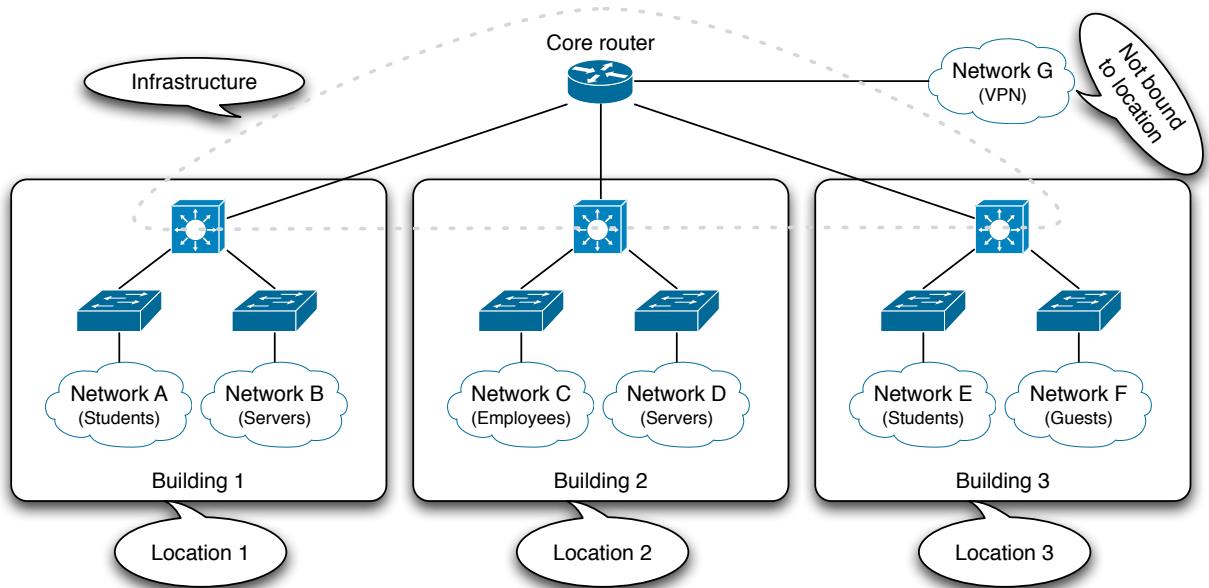 Core router
Infrastructure
Network G
(VPN)
Not bound
to location
Network A
(Students)
Network B
(Servers)
Network C
(Employees)
Network D
(Servers)
Network E
(Students)
Network F
(Guests)
Building 1
Building 2
Building 3
Location 1
Location 2
Location 3